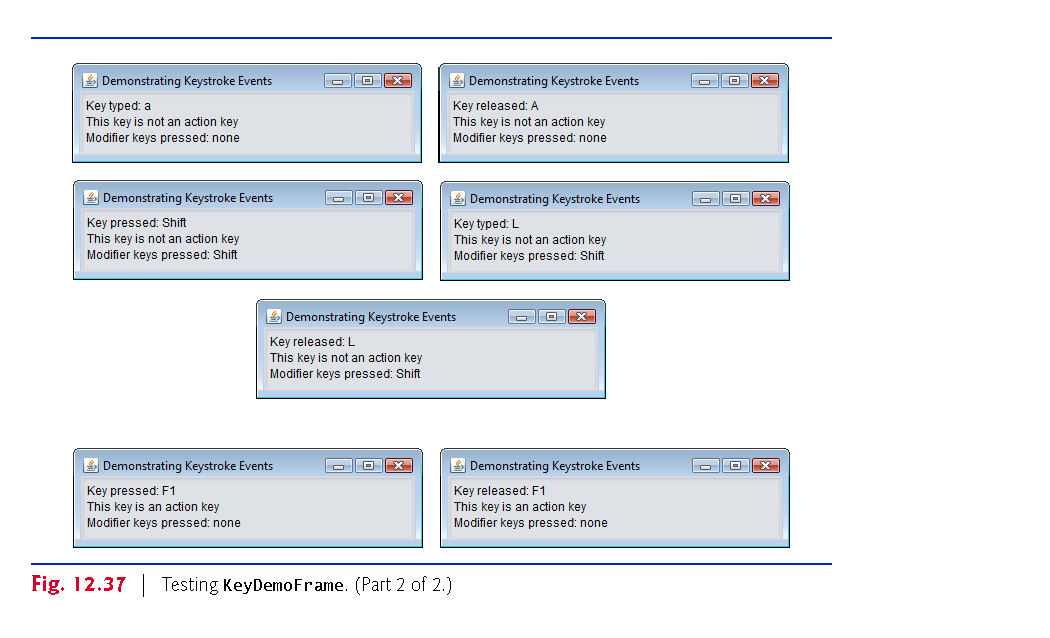 Demonstrating Keystroke Events
Key typed: a
This key is not an action key
Modifier keys pressed: none
Demonstrating Keystroke Events
Key released: A
This key is not an action key
Modifier keys pressed: none
Demonstrating Keystroke Events
Key pressed: Shift
This key is not an action key
Modifier keys pressed: Shift
Demonstrating Keystroke Events
Key typed: L
This key is not an action key
Modifier keys pressed: Shift
Demonstrating Keystroke Events
Key released: L
This key is not an action key
Modifier keys pressed: Shift
Demonstrating Keystroke Events
Key pressed: F1
This key is an action key
Modifier keys pressed: none
Demonstrating Keystroke Events
Key released: F1
This key is an action key
Modifier keys pressed: none
Fig. 12.37 | Testing KeyDemoFrame. (Part 2 of 2.)